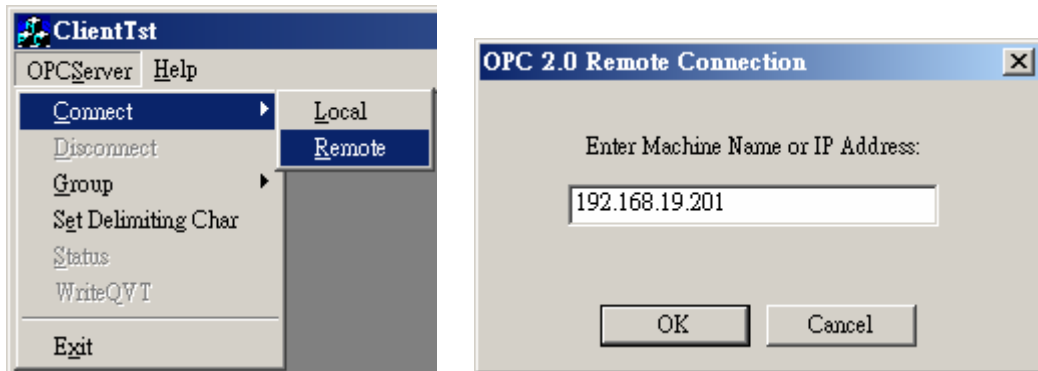 ClientTst
OPCServer Help
Connect
Local
Disconnect
Remote
Group
Set Delimiting Char
Status
WriteQVT
Exit
OPC 2.0 Remote Connection
Enter Machine Name or IP Address:
192.168.19.201
OK Cancel